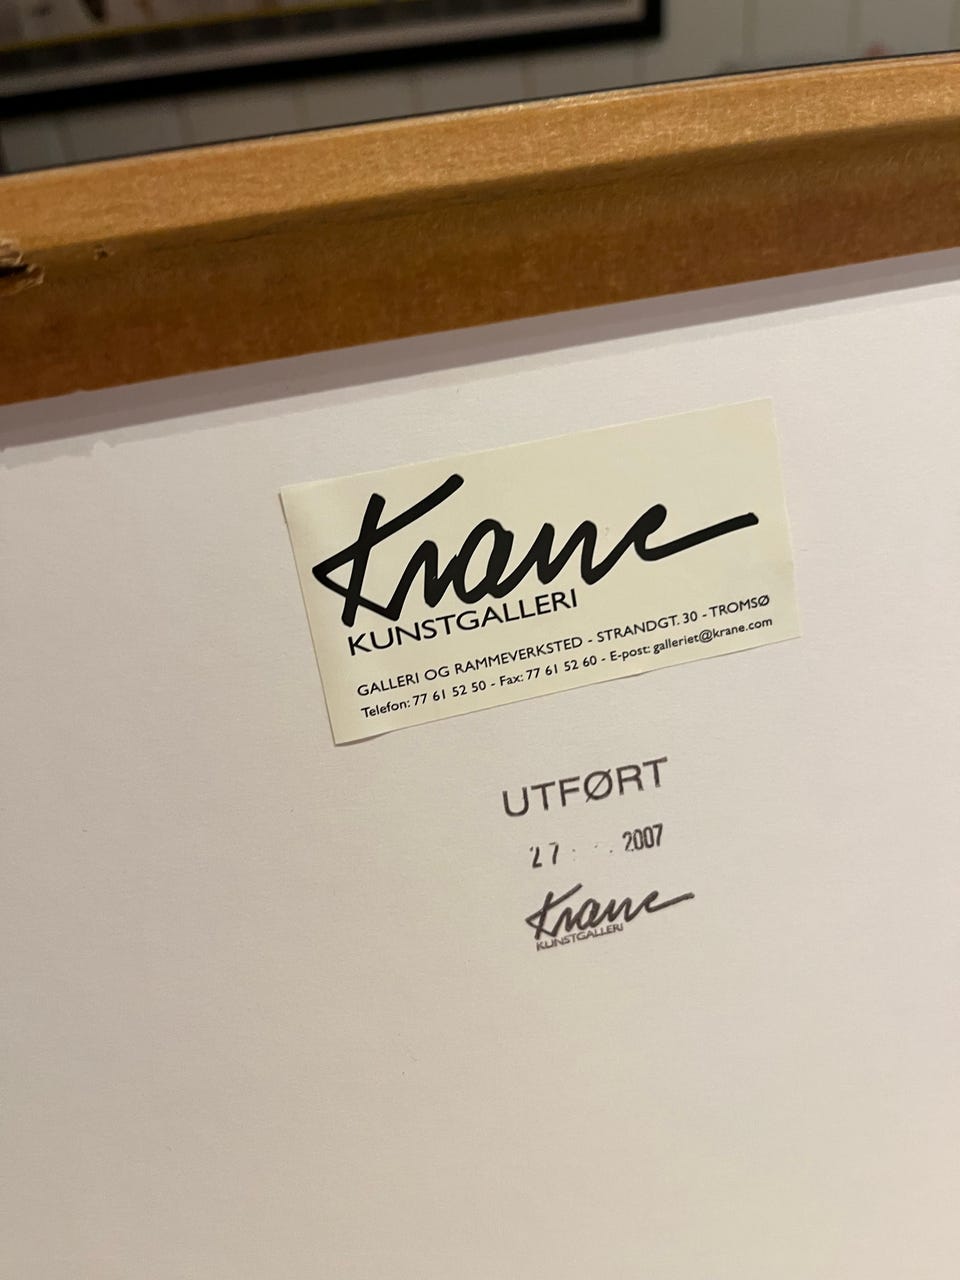 Krane
KUNSTGALLERI
GALLERI OG RAMMEVERKSTED - STRANDGT. 30 - TROMSØ
Telefon: 77 61 52 50 - Fax: 77 61 52 60 - E-post: galleriet@krane.com
UTFØRT
27 2007
Krane
KUNSTGALLERI